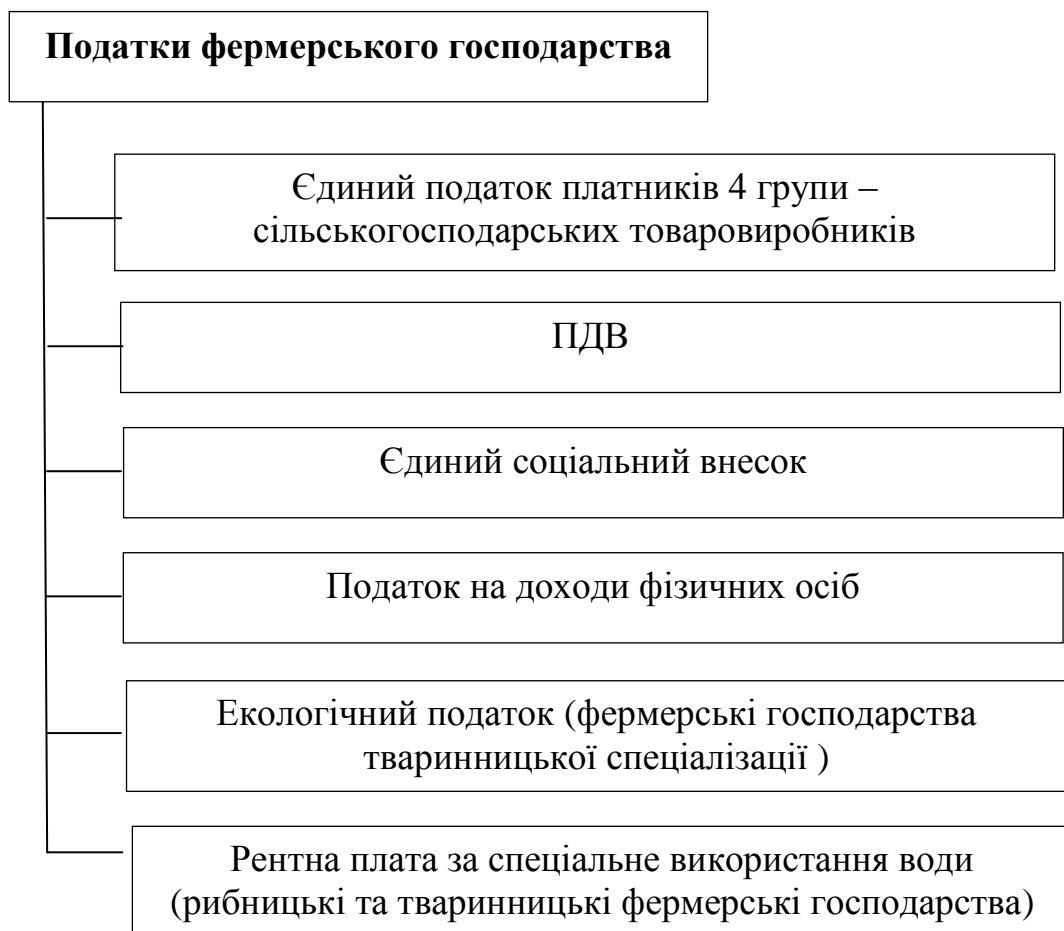 Податки фермерського господарства
Єдиний податок платників 4 групи –
сільськогосподарських товаровиробників
ПДВ
Єдиний соціальний внесок
Податок на доходи фізичних осіб
Екологічний податок (фермерські господарства
тваринницької спеціалізації )
Рентна плата за спеціальне використання води
(рибницькі та тваринницькі фермерські господарства)